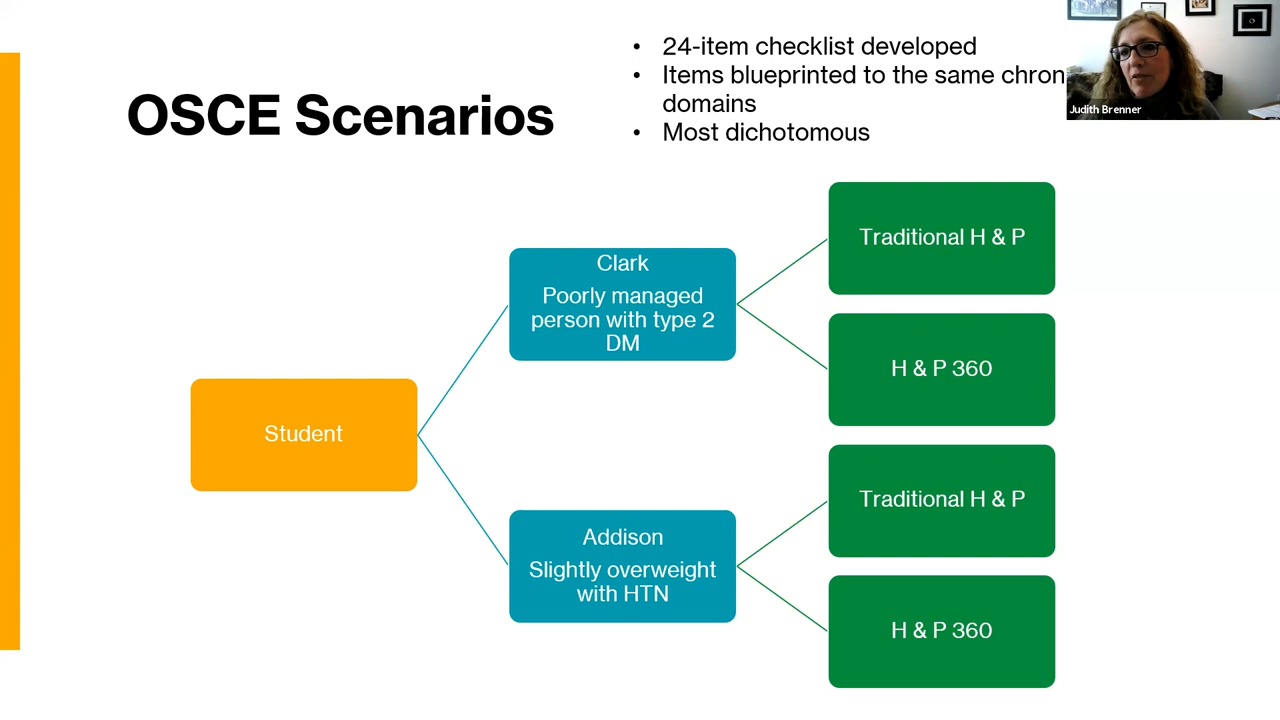 OSCE Scenarios
• 24-item checklist developed
• Items blueprinted to the same
domains
• Most dichotomous
Judith Brenner
Student
Clark
Poorly managed
person with type 2
DM
Addison
Slightly overweight
with HTN
Traditional H & P
H & P 360
Traditional H & P
H & P 360